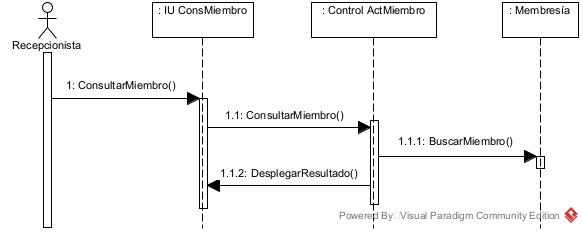 : IU ConsMiembro
: Control ActMiembro
: Membresía
Recepcionista
1: ConsultarMiembro()
1.1: ConsultarMiembro()
1.1.1: BuscarMiembro()
1.1.2: DesplegarResultado()
Powered By□Visual Paradigm Community Edition